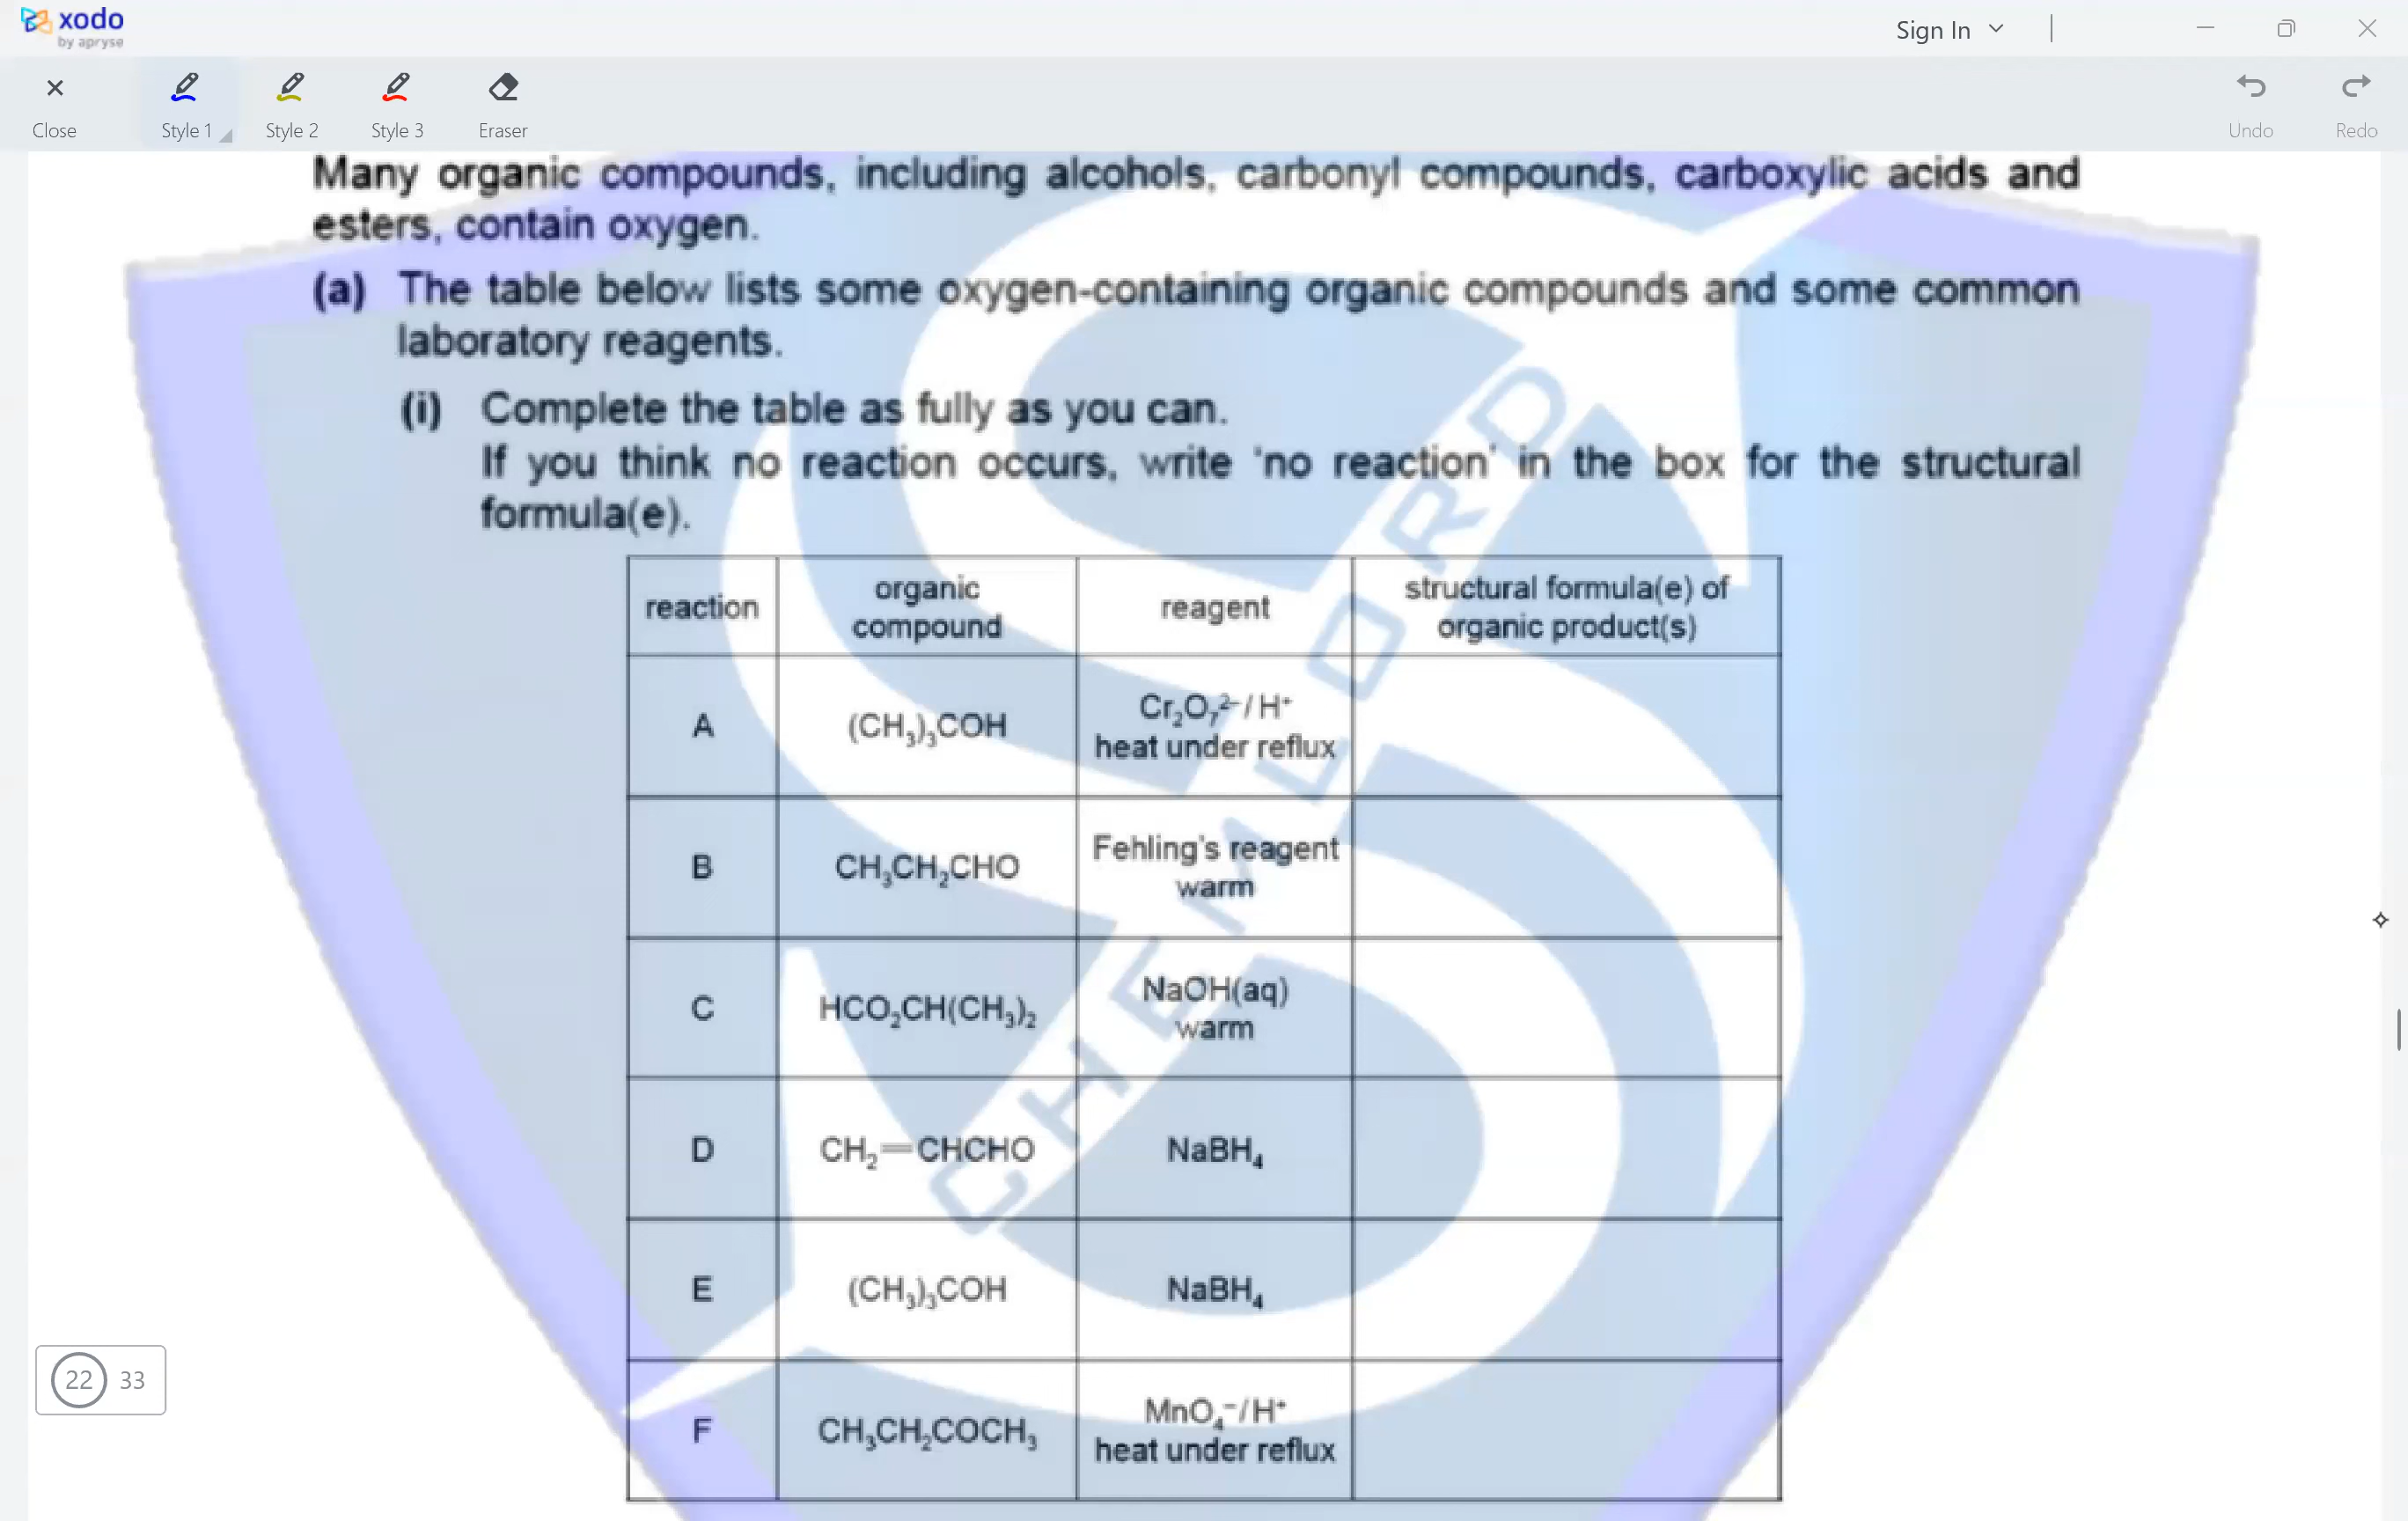 xodo
by apryse
Sign In
Close
Style 1
Style 2
Style 3
Eraser
Undo
Redo
Many organic compounds, including alcohols, carbonyl compounds, carboxylic acids and
esters, contain oxygen.
(a) The table below lists some oxygen-containing organic compounds and some common
laboratory reagents.
(i) Complete the table as fully as you can.
If you think no reaction occurs, write 'no reaction' in the box for the structural
formula(e).
reaction
organic
compound
reagent
structural formula(e) of
organic product(s)
A
(CH₃)₃COH
Cr₂O₇²⁻/H⁺
heat under reflux
B
CH₃CH₂CHO
Fehling's reagent
warm
C
HCO₂CH(CH₃)₂
NaOH(aq)
warm
D
CH₂═CHCHO
NaBH₄
E
(CH₃)₃COH
NaBH₄
F
CH₃CH₂COCH₃
MnO₄⁻/H⁺
heat under reflux
CHEMLORD
22 33